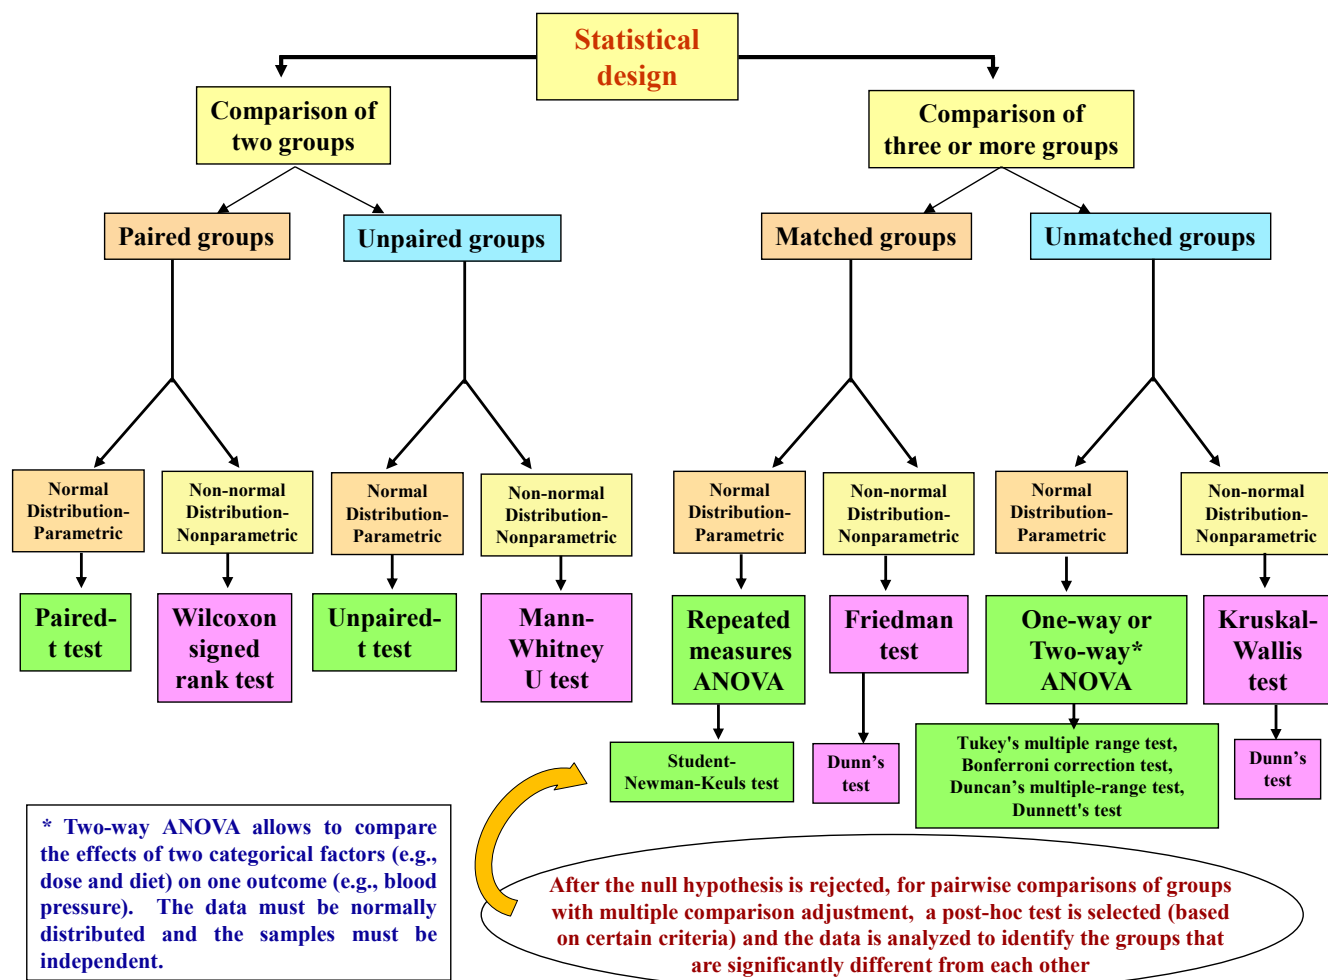 Statistical
design
Comparison of
two groups
Comparison of
three or more groups
Paired groups
Unpaired groups
Matched groups
Unmatched groups
Normal
Distribution-
Parametric
Non-normal
Distribution-
Nonparametric
Normal
Distribution-
Parametric
Non-normal
Distribution-
Nonparametric
Normal
Distribution-
Parametric
Non-normal
Distribution-
Nonparametric
Normal
Distribution-
Parametric
Non-normal
Distribution-
Nonparametric
Paired-
t test
Wilcoxon
signed
rank test
Unpaired-
t test
Mann-
Whitney
U test
Repeated
measures
ANOVA
Friedman
test
One-way or
Two-way*
ANOVA
Kruskal-
Wallis
test
Student-
Newman-Keuls test
Dunn’s
test
Tukey's multiple range test,
Bonferroni correction test,
Duncan’s multiple-range test,
Dunnett's test
Dunn’s
test
* Two-way ANOVA allows to compare
the effects of two categorical factors (e.g.,
dose and diet) on one outcome (e.g., blood
pressure). The data must be normally
distributed and the samples must be
independent.
After the null hypothesis is rejected, for pairwise comparisons of groups
with multiple comparison adjustment, a post-hoc test is selected (based
on certain criteria) and the data is analyzed to identify the groups that
are significantly different from each other